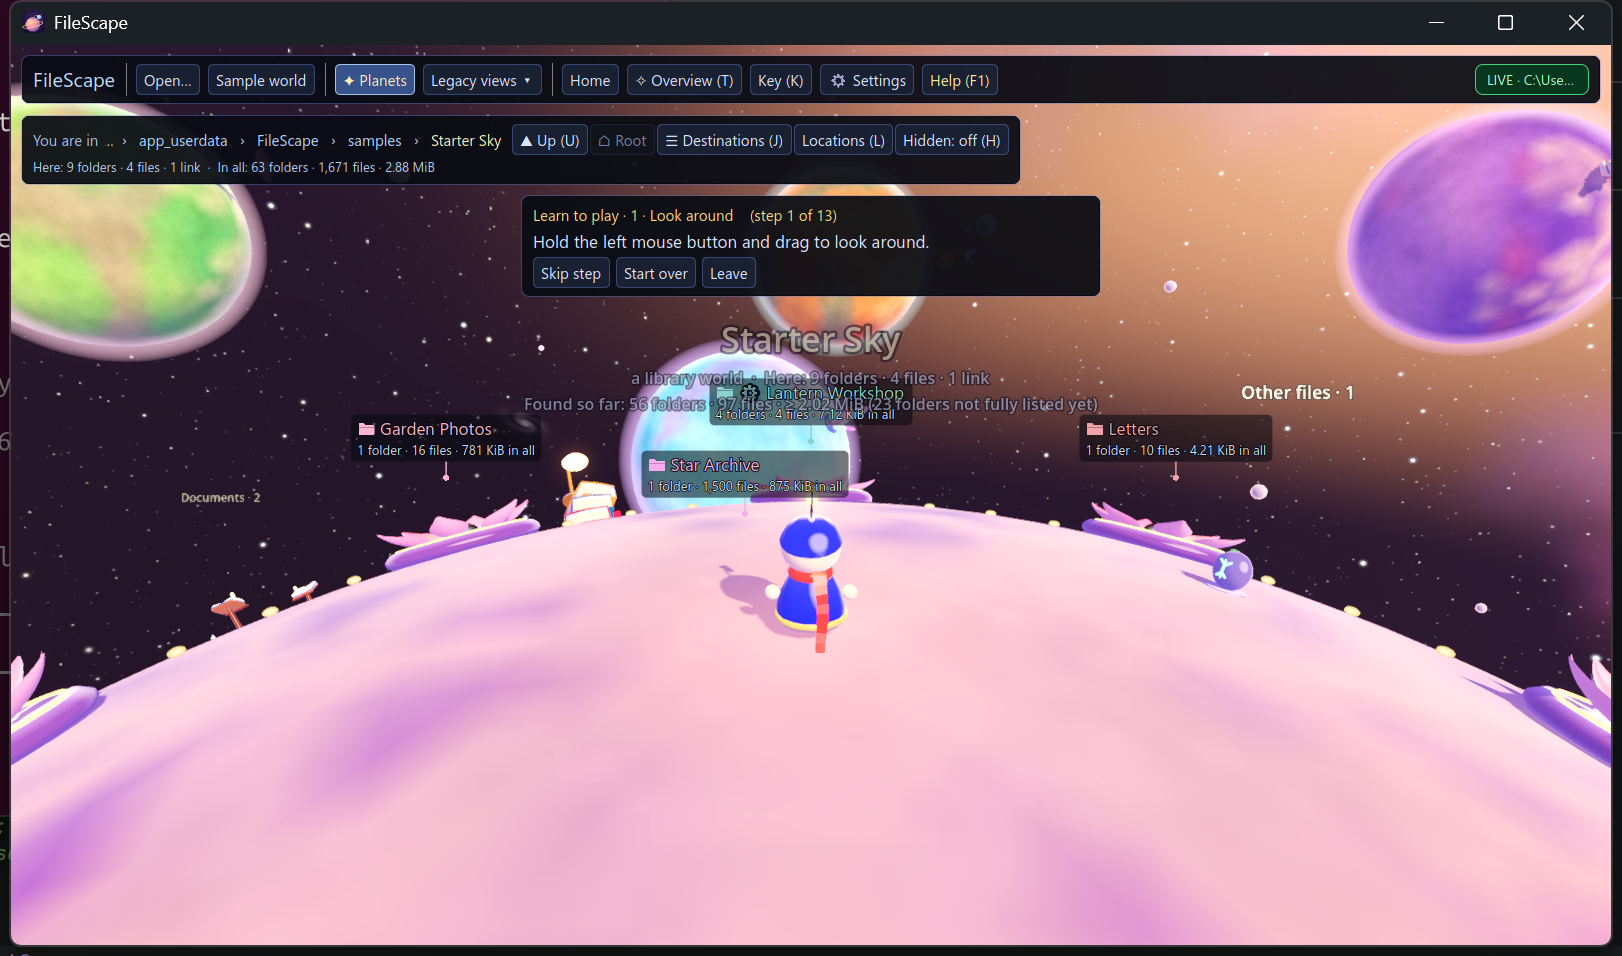 FileScape
FileScape Open... Sample world ✦ Planets Legacy views ▾ Home ✧ Overview (T) Key (K) Settings Help (F1) LIVE · C:\Use...
You are in .. › app_userdata › FileScape › samples › Starter Sky ▲ Up (U) ⌂ Root ☰ Destinations (J) Locations (L) Hidden: off (H)
Here: 9 folders · 4 files · 1 link · In all: 63 folders · 1,671 files · 2.88 MiB
Learn to play · 1 · Look around (step 1 of 13)
Hold the left mouse button and drag to look around.
Skip step Start over Leave
Starter Sky
a library world · Here: 9 folders · 4 files · 1 link
Found so far: 56 folders · 97 files · ≥ 2.02 MiB (23 folders not fully listed yet)
Lantern Workshop
4 folders · 4 files · 7.12 KiB in all
Other files · 1
Garden Photos
1 folder · 16 files · 781 KiB in all
Letters
1 folder · 10 files · 4.21 KiB in all
Star Archive
1 folder · 1,500 files · 875 KiB in all
Documents · 2